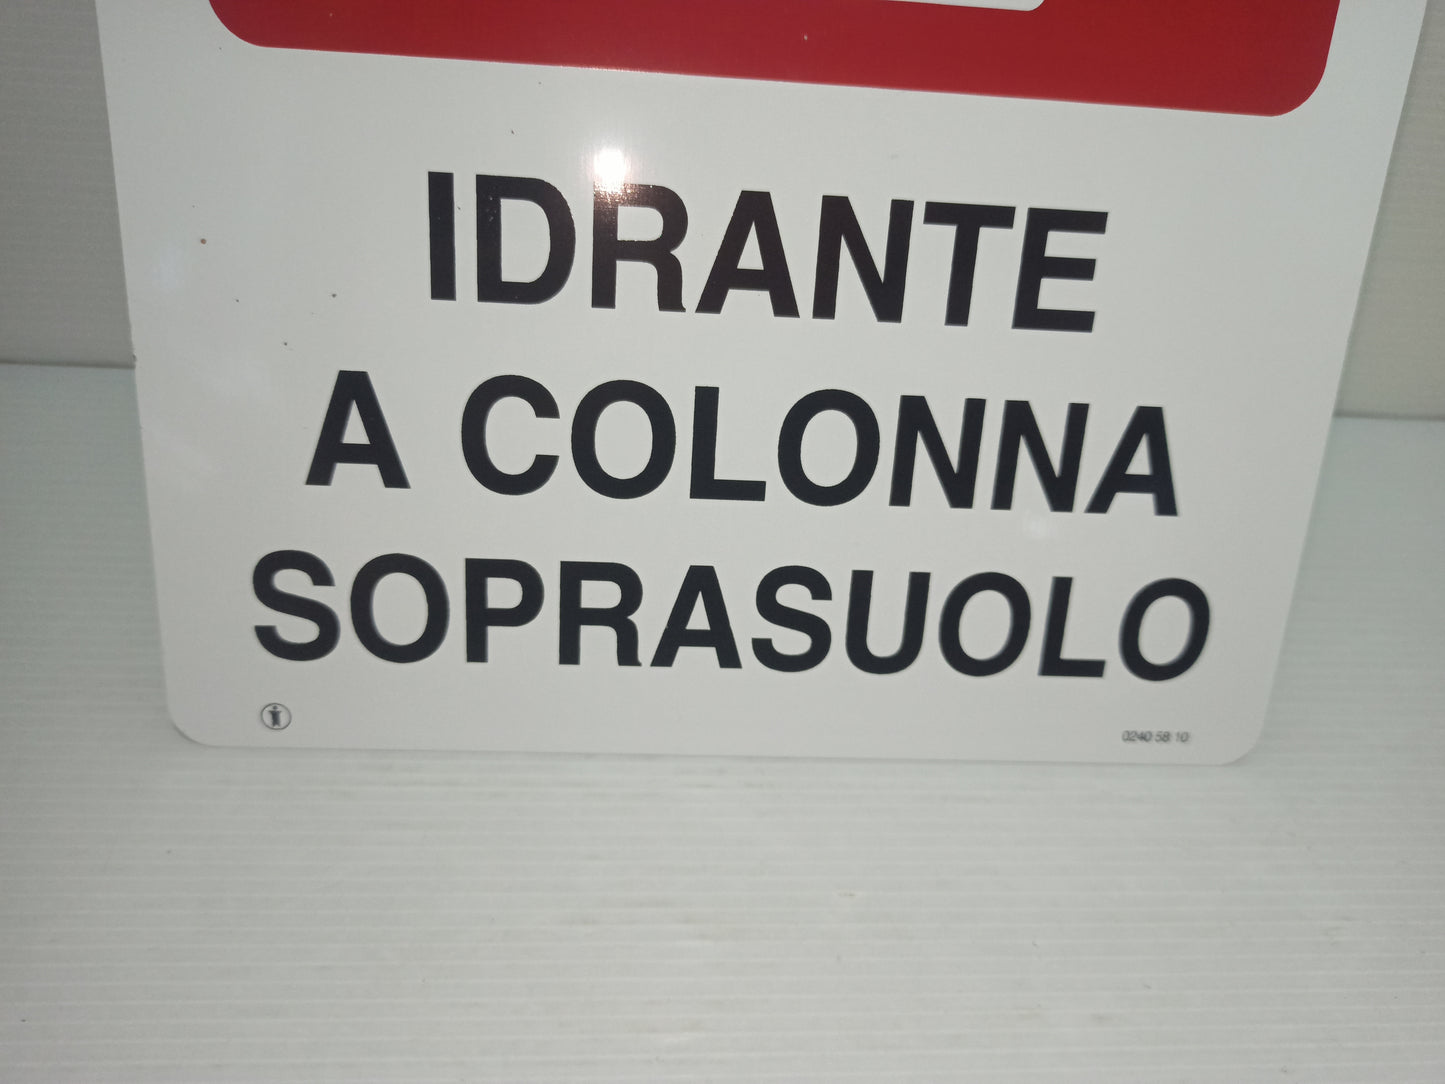 IDRANTE
A COLONNA
SOPRASUOLO
0240 58 10